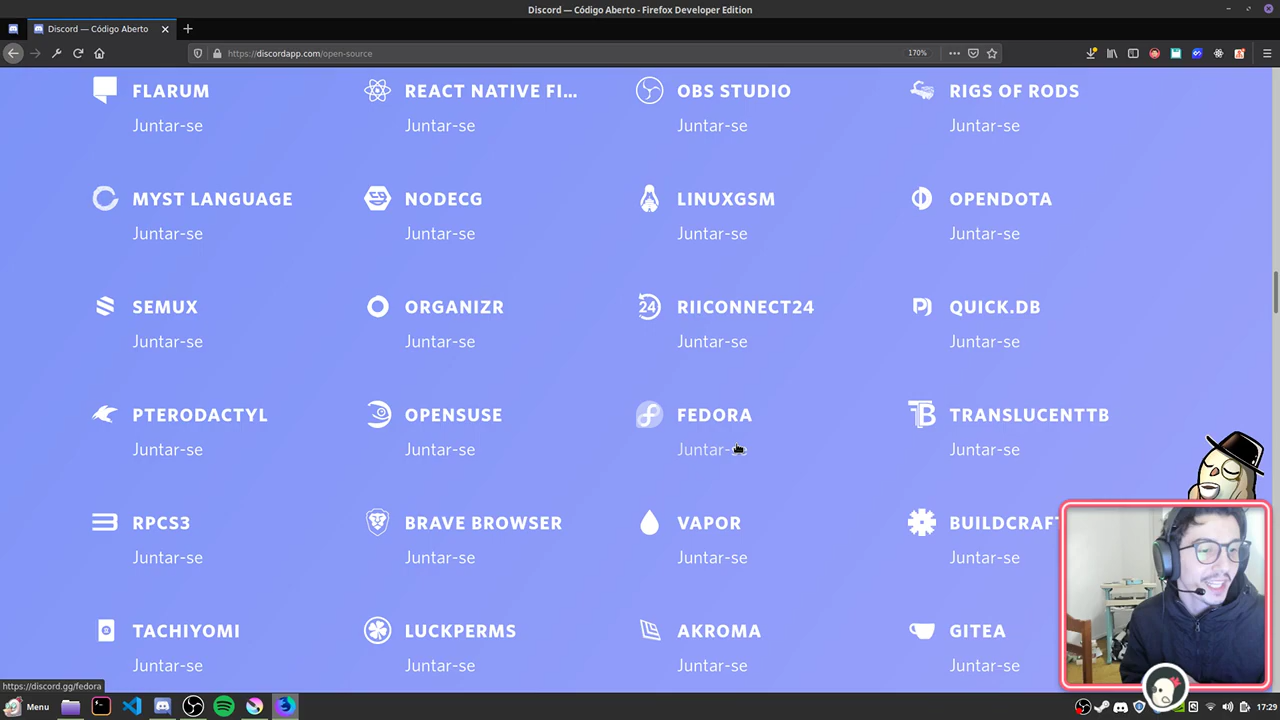 Discord — Código Aberto - Firefox Developer Edition
Discord — Código Aberto
https://discordapp.com/open-source
170%
FLARUM
REACT NATIVE FI...
OBS STUDIO
RIGS OF RODS
Juntar-se
Juntar-se
Juntar-se
Juntar-se
MYST LANGUAGE
NODECG
LINUXGSM
OPENDOTA
Juntar-se
Juntar-se
Juntar-se
Juntar-se
SEMUX
ORGANIZR
24
RIICONNECT24
QUICK.DB
Juntar-se
Juntar-se
Juntar-se
Juntar-se
PTERODACTYL
OPENSUSE
FEDORA
TB
TRANSLUCENTTB
Juntar-se
Juntar-se
Juntar-se
Juntar-se
RPCS3
BRAVE BROWSER
VAPOR
BUILDCRAFT
Juntar-se
Juntar-se
Juntar-se
Juntar-se
TACHIYOMI
LUCKPERMS
AKROMA
GITEA
Juntar-se
Juntar-se
Juntar-se
Juntar-se
https://discord.gg/fedora
Menu
17:29